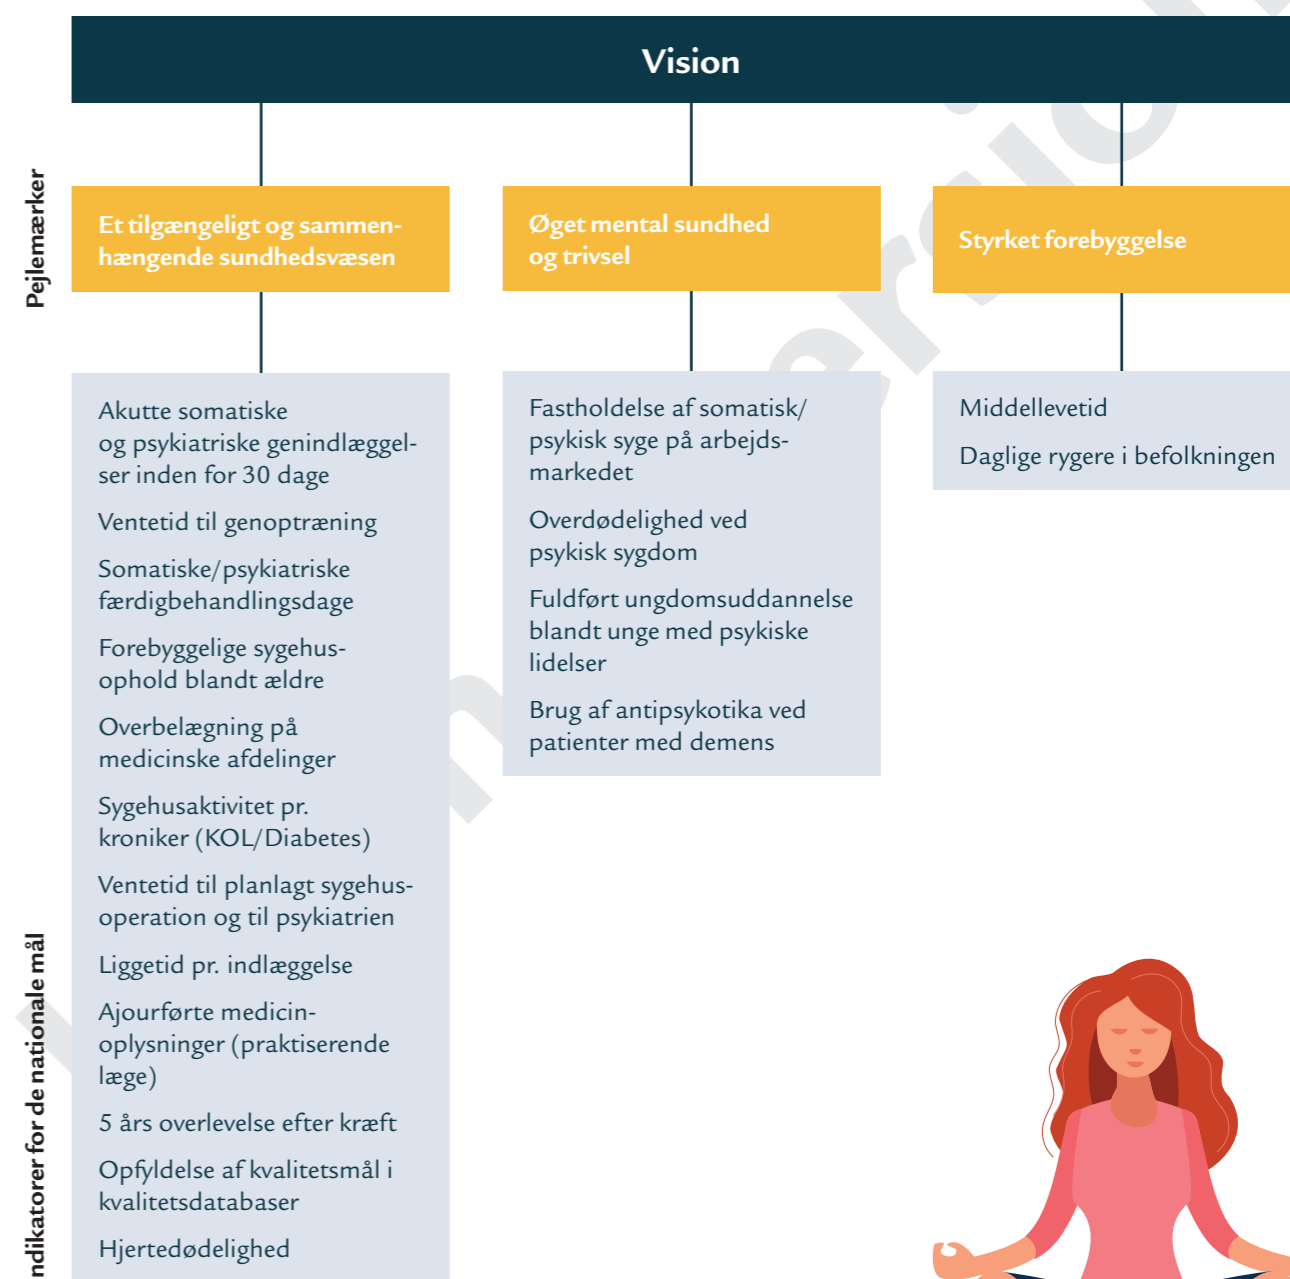 Vision
Pejlemærker
Et tilgængeligt og sammen-
hængende sundhedsvæsen
Øget mental sundhed
og trivsel
Styrket forebyggelse
ndikatorer for de nationale mål
Akutte somatiske
og psykiatriske genindlæggel-
ser inden for 30 dage
Ventetid til genoptræning
Somatiske/psykiatriske
færdigbehandlingsdage
Forebyggelige sygehus-
ophold blandt ældre
Overbelægning på
medicinske afdelinger
Sygehusaktivitet pr.
kroniker (KOL/Diabetes)
Ventetid til planlagt sygehus-
operation og til psykiatrien
Liggetid pr. indlæggelse
Ajourførte medicin-
oplysninger (praktiserende
læge)
5 års overlevelse efter kræft
Opfyldelse af kvalitetsmål i
kvalitetsdatabaser
Hjertedødelighed
Fastholdelse af somatisk/
psykisk syge på arbejds-
markedet
Overdødelighed ved
psykisk sygdom
Fuldført ungdomsuddannelse
blandt unge med psykiske
lidelser
Brug af antipsykotika ved
patienter med demens
Middellevetid
Daglige rygere i befolkningen